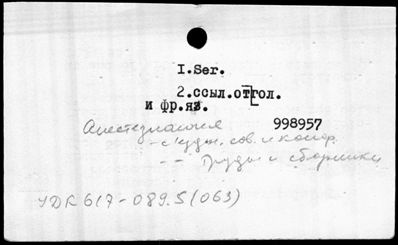 I.Ser.
2.ссыл.от гол.
и фр.яз.
Анестезиология 998957
- съезды, сов. и конф.
-- Труды и сборники
УДК 617-089.5(063)